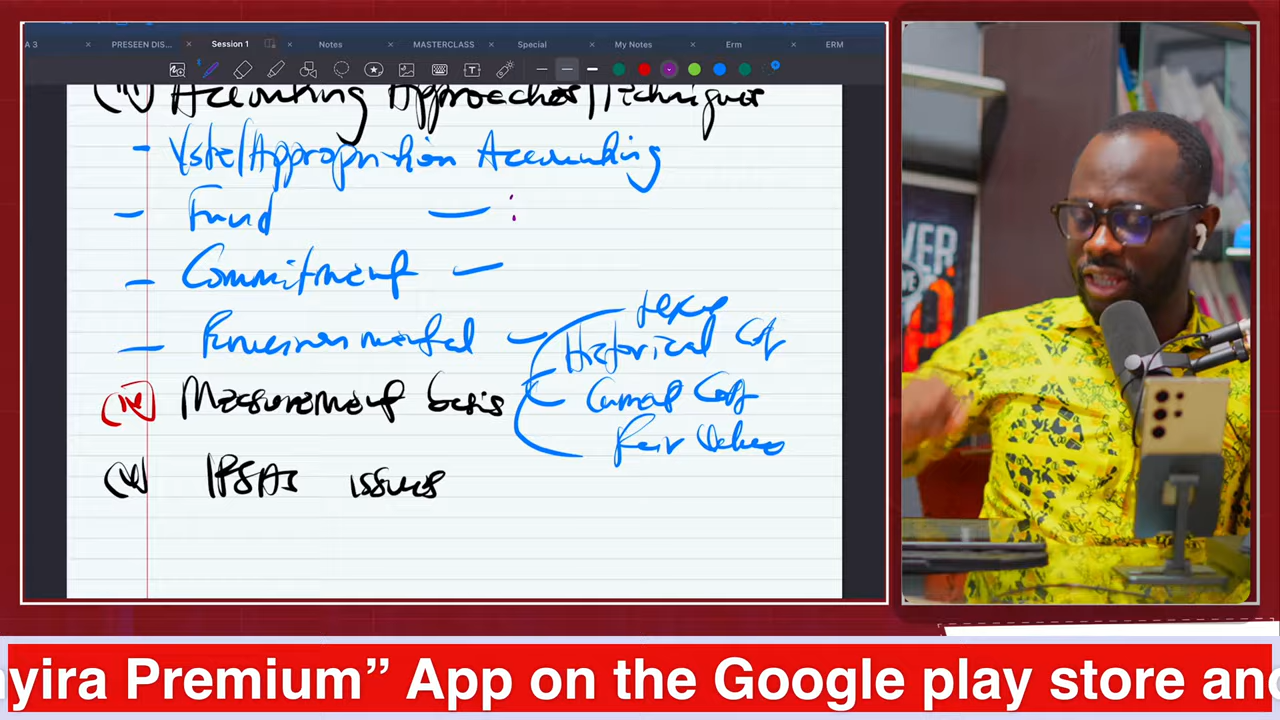 A 3 PRESEEN DIS... Session 1 Notes MASTERCLASS Special My Notes Erm ERM
(iii) Accounting Approaches/Techniques
- Vote/Appropriation Accounting
- Fund — :
- Commitment —
-
Historical Cost
(iv) Measurement basis
Current Cost
Fair Value
(v) IPSAS issues
nyira Premium” App on the Google play store and